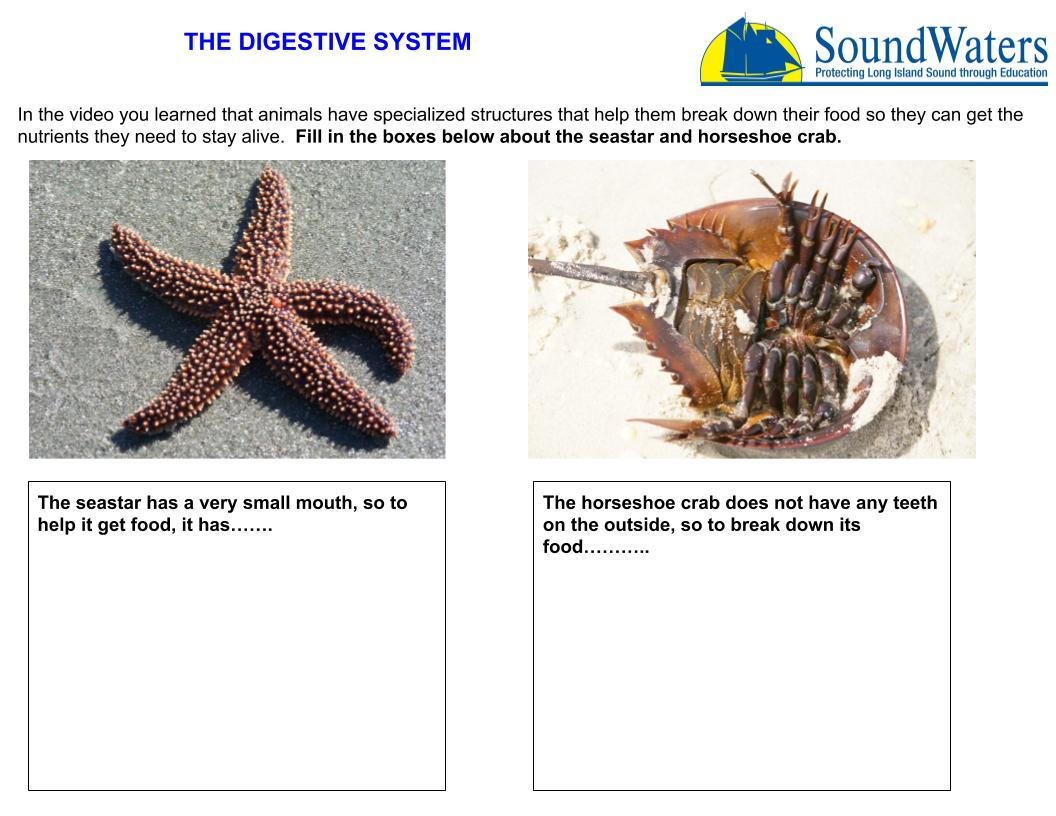 THE DIGESTIVE SYSTEM
SoundWaters
Protecting Long Island Sound through Education
In the video you learned that animals have specialized structures that help them break down their food so they can get the
nutrients they need to stay alive.  Fill in the boxes below about the seastar and horseshoe crab.
The seastar has a very small mouth, so to
help it get food, it has…….
The horseshoe crab does not have any teeth
on the outside, so to break down its
food………..